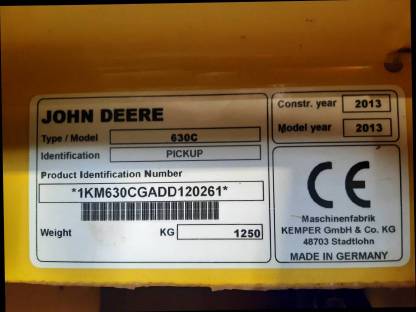 JOHN DEERE
Type / Model 630C
Identification PICKUP
Product Identification Number
*1KM630CGADD120261*
Weight KG 1250
Constr. year 2013
Model year 2013
CE
Maschinenfabrik
KEMPER GmbH & Co. KG
48703 Stadtlohn
MADE IN GERMANY